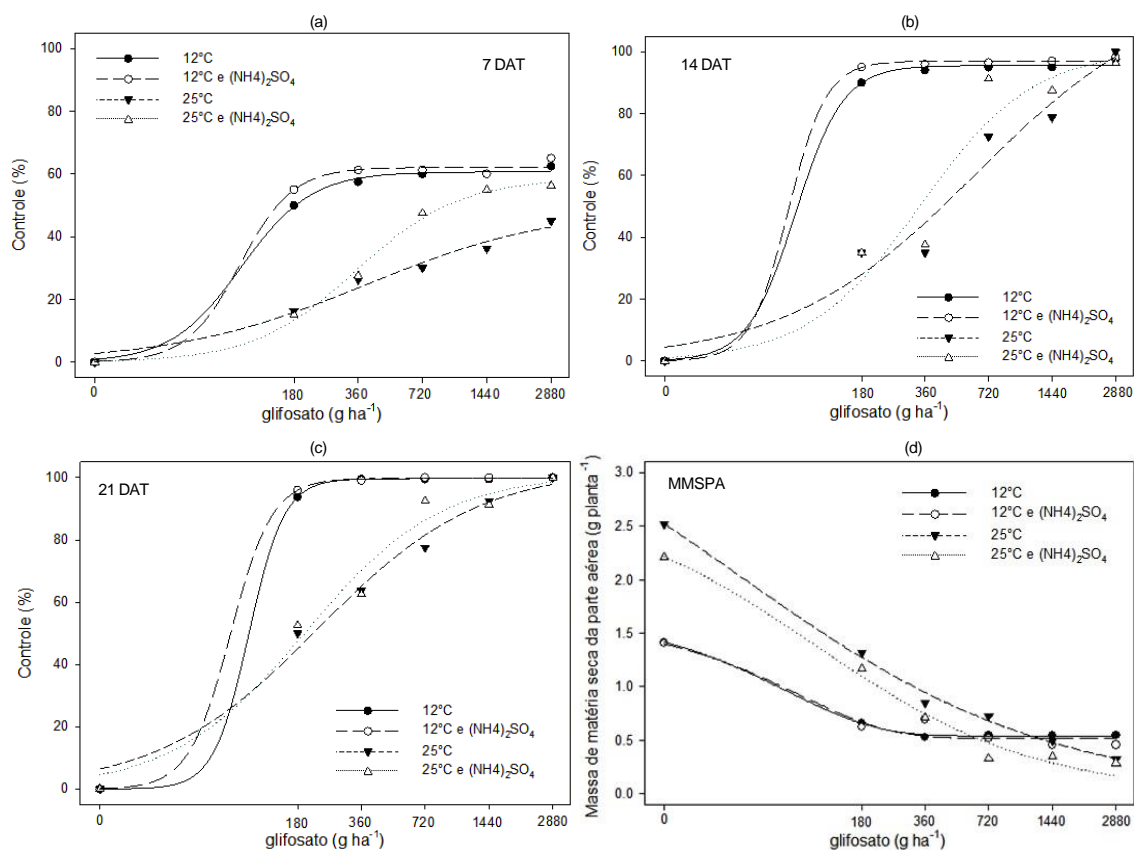 (a)
7 DAT
12°C
12°C e (NH4)₂SO₄
25°C
25°C e (NH4)₂SO₄
Controle (%)
100
80
60
40
20
0
0 180 360 720 1440 2880
glifosato (g ha⁻¹)
(b)
14 DAT
Controle (%)
100
80
60
40
20
0
12°C
12°C e (NH4)₂SO₄
25°C
25°C e (NH4)₂SO₄
0 180 360 720 1440 2880
glifosato (g ha⁻¹)
(c)
21 DAT
Controle (%)
100
80
60
40
20
0
12°C
12°C e (NH4)₂SO₄
25°C
25°C e (NH4)₂SO₄
0 180 360 720 1440 2880
glifosato (g ha⁻¹)
(d)
MMSPA
12°C
12°C e (NH4)₂SO₄
25°C
25°C e (NH4)₂SO₄
Massa de matéria seca da parte aérea (g planta⁻¹)
3.0
2.5
2.0
1.5
1.0
0.5
0.0
0 180 360 720 1440 2880
glifosato (g ha⁻¹)